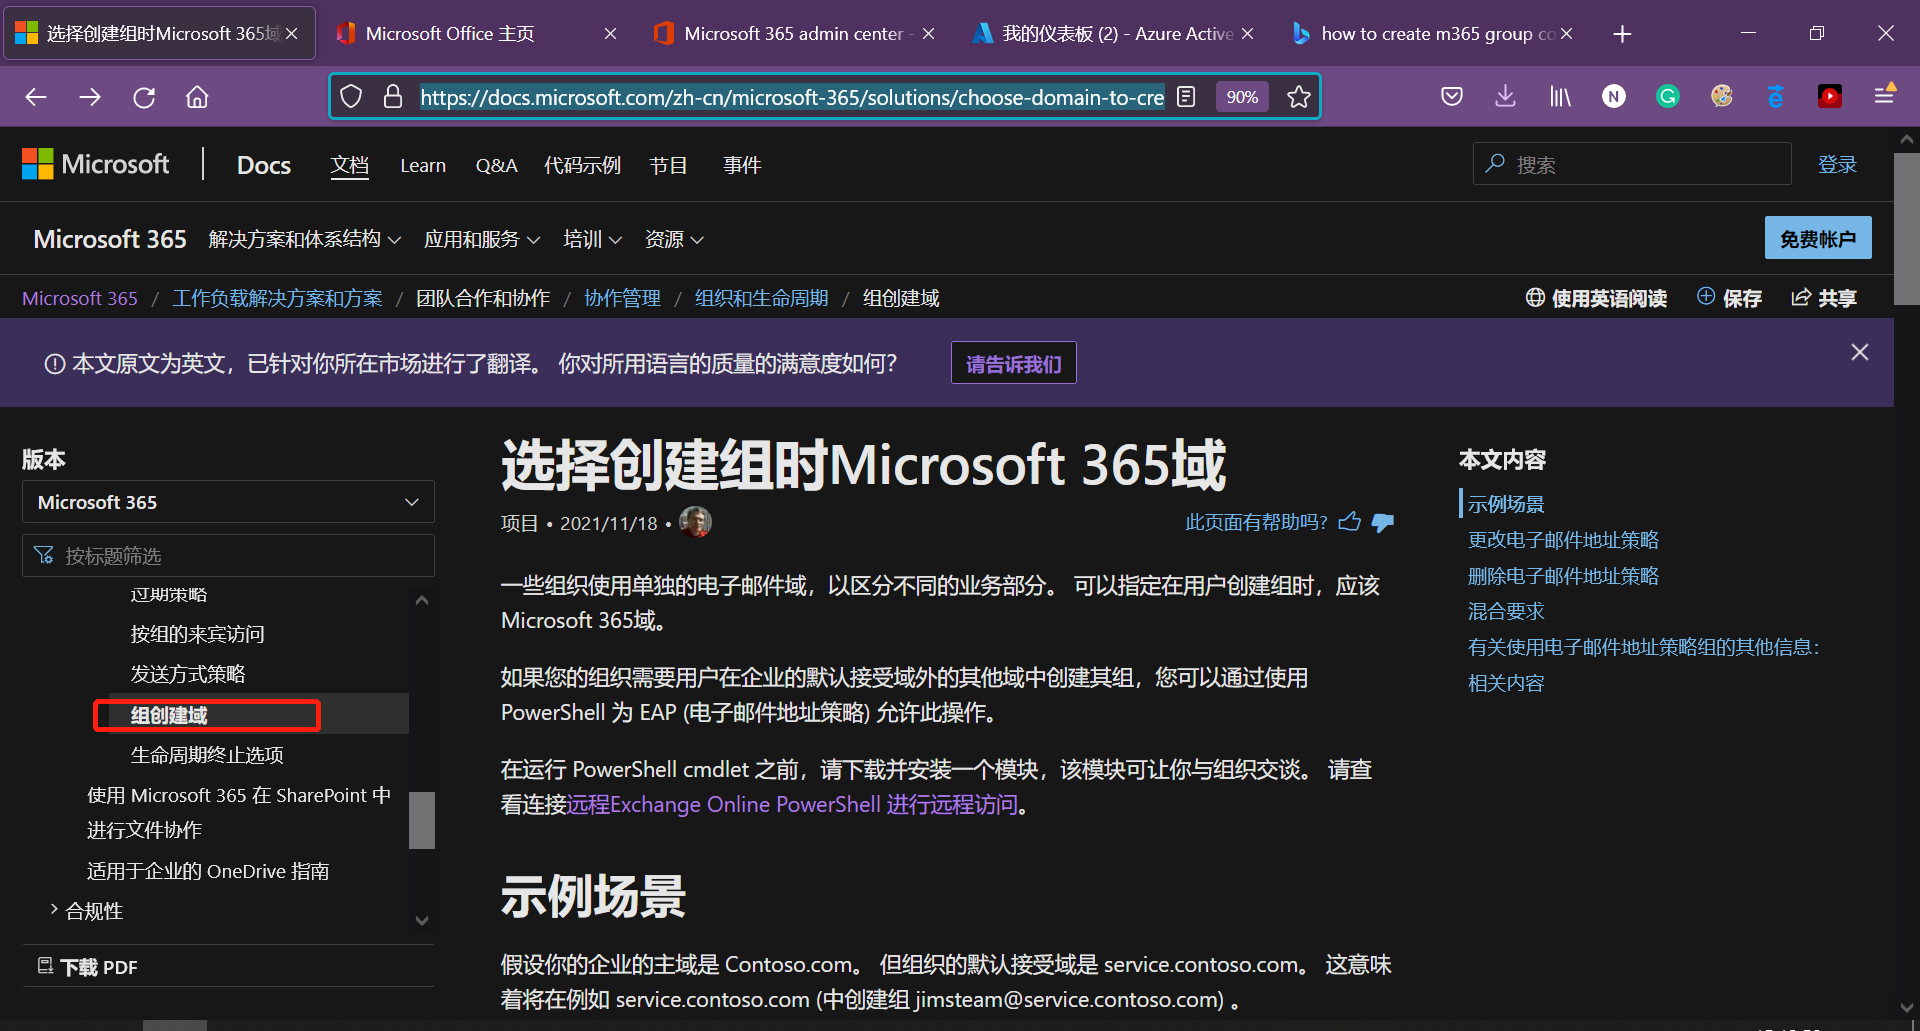 选择创建组时Microsoft 365域
Microsoft Office 主页
Microsoft 365 admin center -
我的仪表板 (2) - Azure Active
how to create m365 group co
https://docs.microsoft.com/zh-cn/microsoft-365/solutions/choose-domain-to-cre
90%
N
G
Microsoft
Docs
文档
Learn
Q&A
代码示例
节目
事件
搜索
登录
Microsoft 365
解决方案和体系结构
应用和服务
培训
资源
免费帐户
Microsoft 365 / 工作负载解决方案和方案 / 团队合作和协作 / 协作管理 / 组织和生命周期 / 组创建域
使用英语阅读
保存
共享
本文原文为英文，已针对你所在市场进行了翻译。 你对所用语言的质量的满意度如何?
请告诉我们
版本
Microsoft 365
按标题筛选
过期策略
按组的来宾访问
发送方式策略
组创建域
生命周期终止选项
使用 Microsoft 365 在 SharePoint 中
进行文件协作
适用于企业的 OneDrive 指南
合规性
下载 PDF
选择创建组时Microsoft 365域
项目 • 2021/11/18 •
此页面有帮助吗?
一些组织使用单独的电子邮件域，以区分不同的业务部分。 可以指定在用户创建组时，应该
Microsoft 365域。
如果您的组织需要用户在企业的默认接受域外的其他域中创建其组，您可以通过使用
PowerShell 为 EAP (电子邮件地址策略) 允许此操作。
在运行 PowerShell cmdlet 之前，请下载并安装一个模块，该模块可让你与组织交谈。 请查
看连接远程Exchange Online PowerShell 进行远程访问。
示例场景
假设你的企业的主域是 Contoso.com。 但组织的默认接受域是 service.contoso.com。 这意味
着将在例如 service.contoso.com (中创建组 jimsteam@service.contoso.com) 。
本文内容
示例场景
更改电子邮件地址策略
删除电子邮件地址策略
混合要求
有关使用电子邮件地址策略组的其他信息：
相关内容